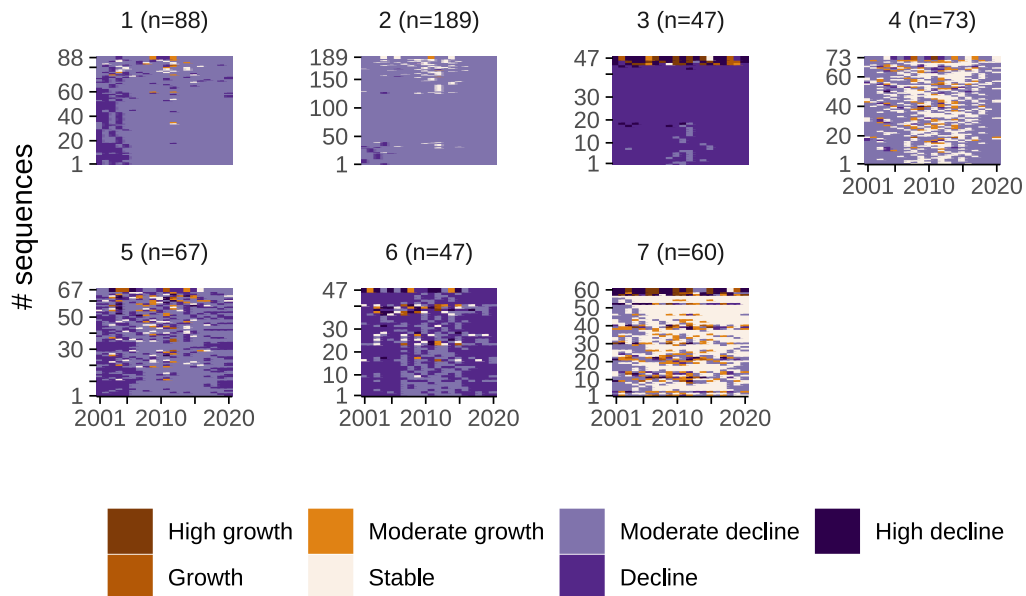 # sequences
1 (n=88)
88
60
40
20
1
2 (n=189)
189
150
100
50
1
3 (n=47)
47
30
20
10
1
4 (n=73)
73
60
40
20
1
2001 2010 2020
5 (n=67)
67
50
30
1
2001 2010 2020
6 (n=47)
47
30
20
10
1
2001 2010 2020
7 (n=60)
60
50
40
30
20
10
1
2001 2010 2020
High growth Moderate growth Moderate decline High decline
Growth Stable Decline